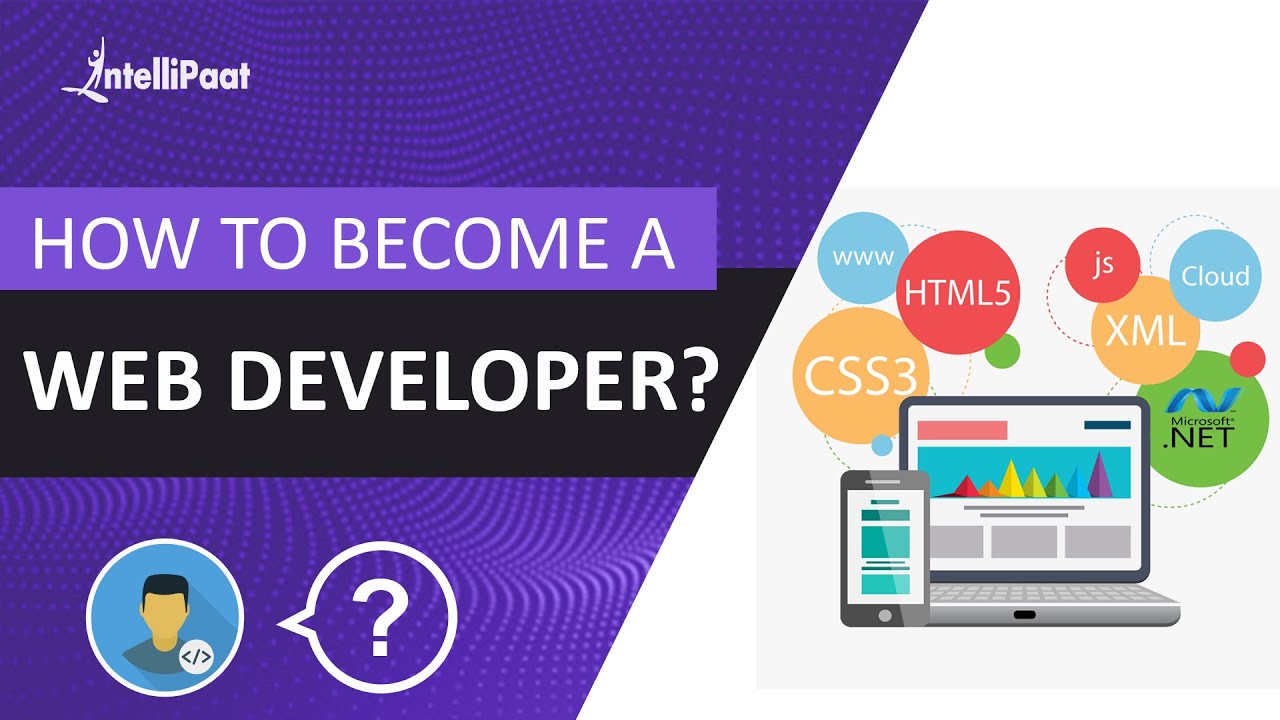 IntelliPaat
HOW TO BECOME A
WEB DEVELOPER?
</>
?
www
HTML5
CSS3
js
Cloud
XML
Microsoft®
.NET